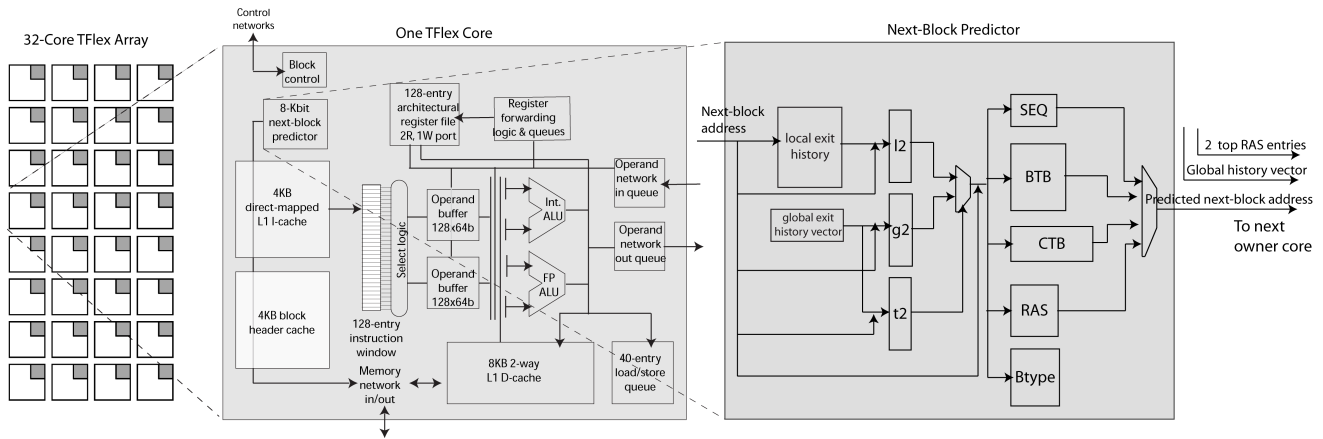 32-Core TFlex Array
Control
networks
One TFlex Core
Block
control
8-Kbit
next-block
predictor
128-entry
architectural
register file
2R, 1W port
Register
forwarding
logic & queues
4KB
direct-mapped
L1 I-cache
4KB block
header cache
Select logic
128-entry
instruction
window
Operand
buffer
128x64b
Operand
buffer
128x64b
Int.
ALU
FP
ALU
Operand
network
in queue
Operand
network
out queue
Memory
network
in/out
8KB 2-way
L1 D-cache
40-entry
load/store
queue
Next-Block Predictor
Next-block
address
local exit
history
global exit
history vector
l2
g2
t2
SEQ
BTB
CTB
RAS
Btype
2 top RAS entries
Global history vector
Predicted next-block address
To next
owner core